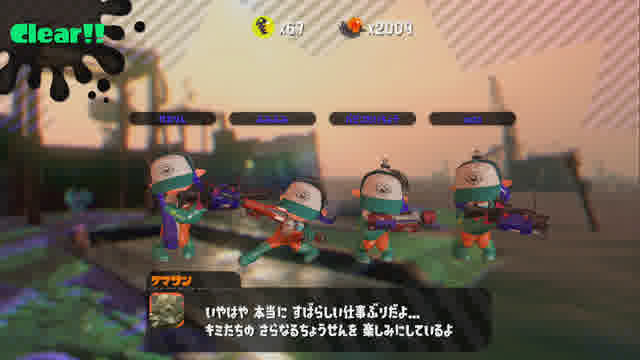 Clear!!
x67
x2009
クマサン
いやはや 本当に すばらしい仕事ぶりだよ...
キミたちの さらなるちょうせんを 楽しみにしているよ